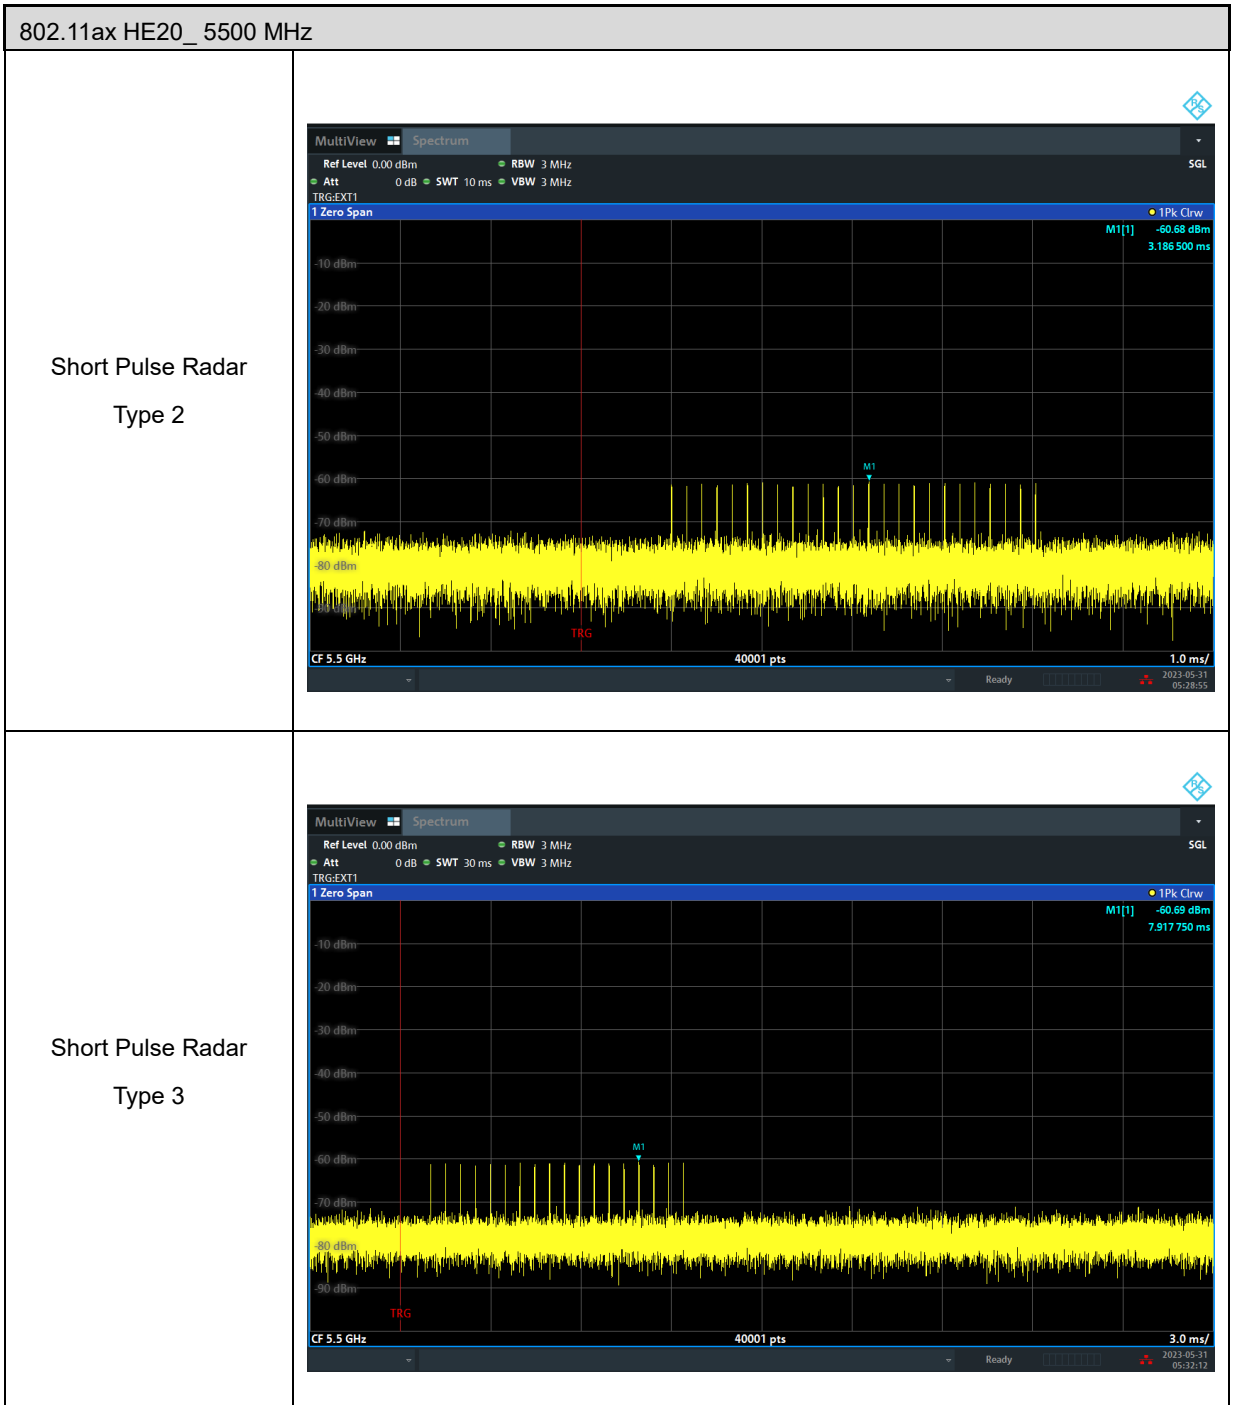 802.11ax HE20_ 5500 MHz
Short Pulse Radar
Type 2
MultiView Spectrum
Ref Level 0.00 dBm RBW 3 MHz SGL
Att 0 dB SWT 10 ms VBW 3 MHz
TRG:EXT1
1 Zero Span 1Pk Clrw
M1[1] -60.68 dBm
3.186 500 ms
-10 dBm
-20 dBm
-30 dBm
-40 dBm
-50 dBm
M1
-60 dBm
-70 dBm
-80 dBm
-90 dBm
TRG
CF 5.5 GHz 40001 pts 1.0 ms/
Ready 2023-05-31
05:28:55
Short Pulse Radar
Type 3
MultiView Spectrum
Ref Level 0.00 dBm RBW 3 MHz SGL
Att 0 dB SWT 30 ms VBW 3 MHz
TRG:EXT1
1 Zero Span 1Pk Clrw
M1[1] -60.69 dBm
7.917 750 ms
-10 dBm
-20 dBm
-30 dBm
-40 dBm
-50 dBm
M1
-60 dBm
-70 dBm
-80 dBm
-90 dBm
TRG
CF 5.5 GHz 40001 pts 3.0 ms/
Ready 2023-05-31
05:32:12